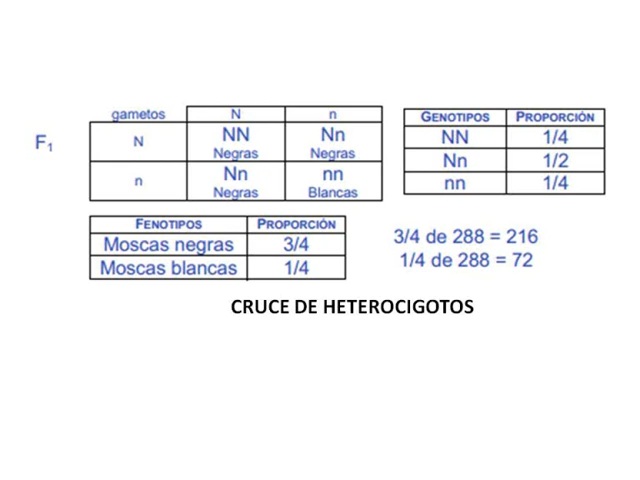 gametos N n
F1 N NN Nn
Negras Negras
n Nn nn
Negras Blancas
GENOTIPOS PROPORCIÓN
NN 1/4
Nn 1/2
nn 1/4
FENOTIPOS PROPORCIÓN
Moscas negras 3/4
Moscas blancas 1/4
3/4 de 288 = 216
1/4 de 288 = 72
CRUCE DE HETEROCIGOTOS